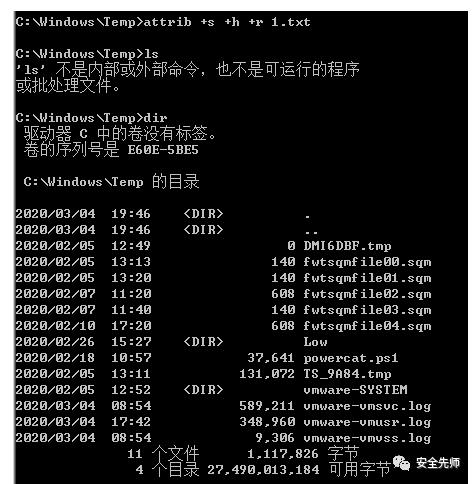 C:\Windows\Temp>attrib +s +h +r 1.txt
C:\Windows\Temp>ls
'ls' 不是内部或外部命令，也不是可运行的程序
或批处理文件。
C:\Windows\Temp>dir
驱动器 C 中的卷没有标签。
卷的序列号是 E60E-5BE5
C:\Windows\Temp 的目录
2020/03/04  19:46    <DIR>          .
2020/03/04  19:46    <DIR>          ..
2020/02/05  12:49                 0 DMI6DBF.tmp
2020/02/05  13:13               140 fwtsqmfile00.sqm
2020/02/05  13:20               140 fwtsqmfile01.sqm
2020/02/07  11:20               608 fwtsqmfile02.sqm
2020/02/07  11:40               140 fwtsqmfile03.sqm
2020/02/10  17:20               608 fwtsqmfile04.sqm
2020/02/26  15:27    <DIR>          Low
2020/02/18  10:57            37,641 powercat.ps1
2020/02/05  13:11           131,072 TS_9A84.tmp
2020/02/05  12:52    <DIR>          vmware-SYSTEM
2020/03/04  08:54           589,211 vmware-vmsvc.log
2020/03/04  17:42           348,960 vmware-vmusr.log
2020/03/04  08:54             9,306 vmware-vmvss.log
11 个文件      1,117,826 字节
4 个目录 27,490,013,184 可用字节
安全先师